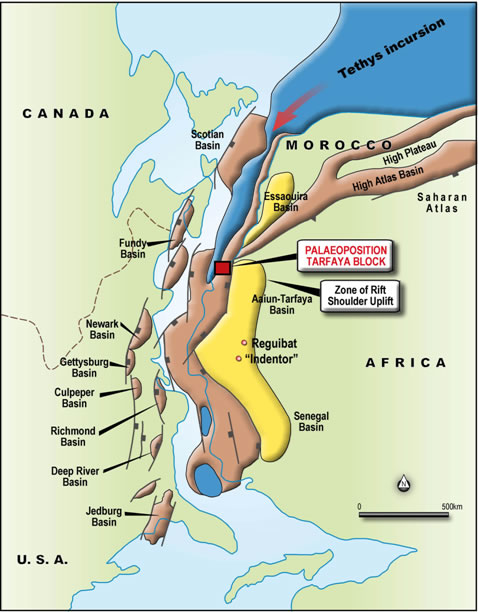 Tethys incursion
CANADA
Scotian
Basin
MOROCCO
High Plateau
High Atlas Basin
Saharan
Atlas
Essaouira
Basin
Fundy
Basin
PALAEOPOSITION
TARFAYA BLOCK
Zone of Rift
Shoulder Uplift
Aaiun-Tarfaya
Basin
Newark
Basin
Reguibat
"Indentor"
Gettysburg
Basin
AFRICA
Culpeper
Basin
Richmond
Basin
Senegal
Basin
Deep River
Basin
N
Jedburg
Basin
0 500km
U.S.A.